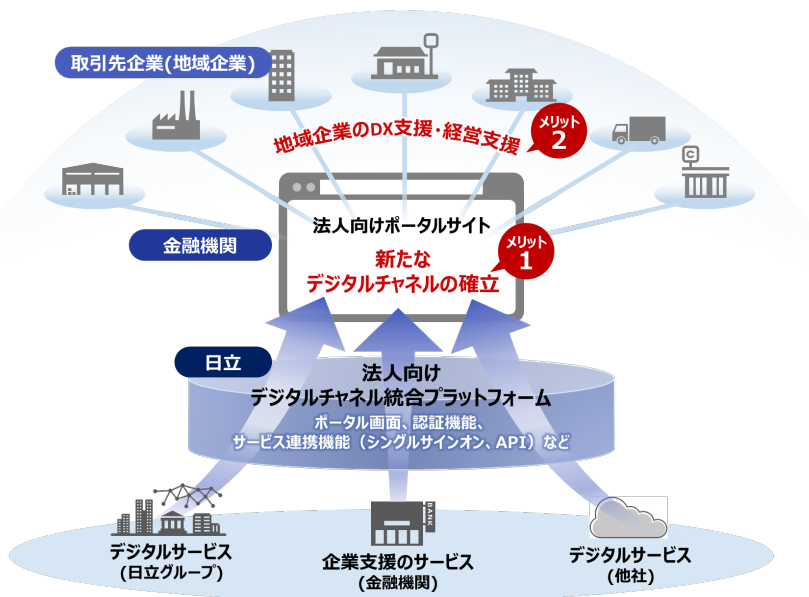 取引先企業(地域企業)
地域企業のDX支援・経営支援
メリット
2
金融機関
法人向けポータルサイト
新たな
デジタルチャネルの確立
メリット
1
日立
法人向け
デジタルチャネル統合プラットフォーム
ポータル画面、認証機能、
サービス連携機能（シングルサインオン、API）など
BANK
C
デジタルサービス
(日立グループ)
企業支援のサービス
(金融機関)
デジタルサービス
(他社)